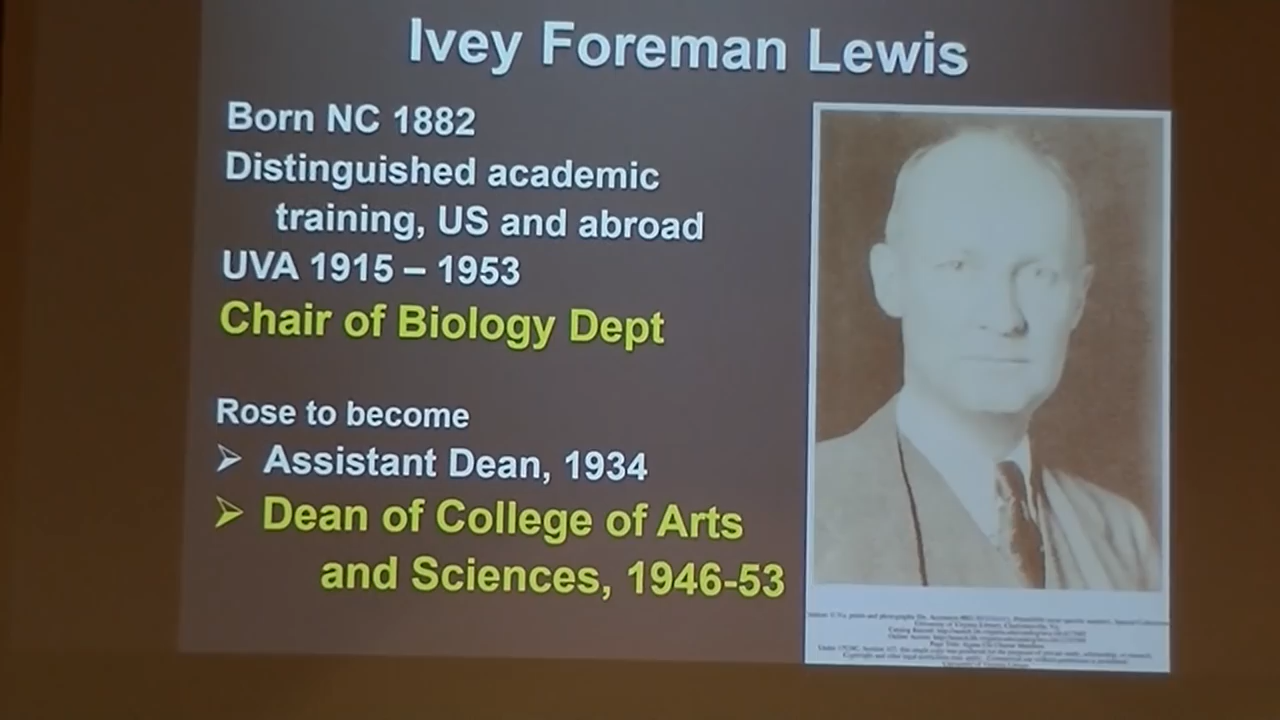 Ivey Foreman Lewis
Born NC 1882
Distinguished academic
training, US and abroad
UVA 1915 – 1953
Chair of Biology Dept
Rose to become
➢ Assistant Dean, 1934
➢ Dean of College of Arts
and Sciences, 1946-53